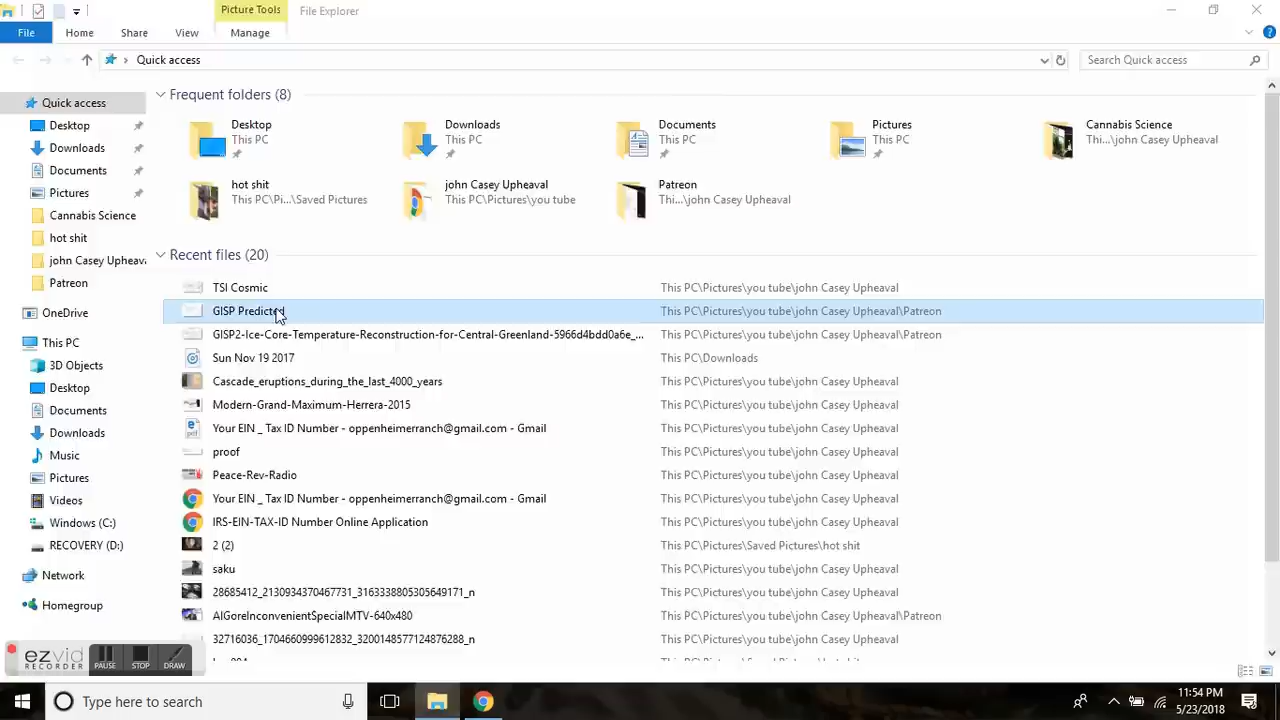 Picture Tools
File Explorer
File
Home
Share
View
Manage
Quick access
Search Quick access
Quick access
Desktop
Downloads
Documents
Pictures
Cannabis Science
hot shit
john Casey Upheav
Patreon
OneDrive
This PC
3D Objects
Desktop
Documents
Downloads
Music
Pictures
Videos
Windows (C:)
RECOVERY (D:)
Network
Homegroup
Frequent folders (8)
Desktop
This PC
Downloads
This PC
Documents
This PC
Pictures
This PC
Cannabis Science
Thi...\john Casey Upheaval
hot shit
This PC\Pi...\Saved Pictures
john Casey Upheaval
This PC\Pictures\you tube
Patreon
Thi...\john Casey Upheaval
Recent files (20)
TSI Cosmic This PC\Pictures\you tube\john Casey Upheaval
GISP Predicted This PC\Pictures\you tube\john Casey Upheaval\Patreon
GISP2-Ice-Core-Temperature-Reconstruction-for-Central-Greenland-5966d4bdd0a6e_... This PC\Pictures\you tube\john Casey Upheaval\Patreon
Sun Nov 19 2017 This PC\Downloads
Cascade_eruptions_during_the_last_4000_years This PC\Pictures\you tube\john Casey Upheaval
Modern-Grand-Maximum-Herrera-2015 This PC\Pictures\you tube\john Casey Upheaval
Your EIN _ Tax ID Number - oppenheimerranch@gmail.com - Gmail This PC\Pictures\you tube\john Casey Upheaval
proof This PC\Pictures\you tube\john Casey Upheaval
Peace-Rev-Radio This PC\Pictures\you tube\john Casey Upheaval
Your EIN _ Tax ID Number - oppenheimerranch@gmail.com - Gmail This PC\Pictures\you tube\john Casey Upheaval
IRS-EIN-TAX-ID Number Online Application This PC\Pictures\you tube\john Casey Upheaval
2 (2) This PC\Pictures\Saved Pictures\hot shit
saku This PC\Pictures\you tube\john Casey Upheaval
28685412_2130934370467731_3163338805305649171_n This PC\Pictures\you tube\john Casey Upheaval
AlGoreInconvenientSpecialMTV-640x480 This PC\Pictures\you tube\john Casey Upheaval\Patreon
32716036_1704660999612832_3200148577124876288_n This PC\Pictures\you tube\john Casey Upheaval
ezvid
RECORDER
PAUSE
STOP
DRAW
Type here to search
11:54 PM
5/23/2018